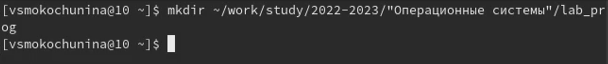 [vsmokochunina@10 ~]$ mkdir ~/work/study/2022-2023/"Операционные системы"/lab_pr
og
[vsmokochunina@10 ~]$